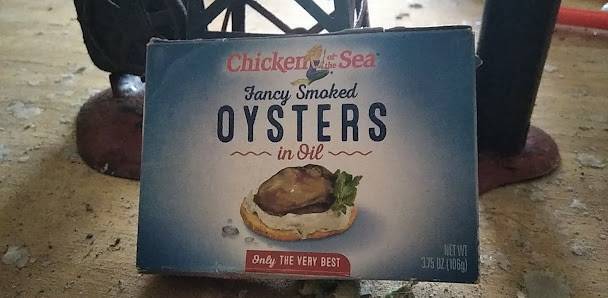 Chicken of the Sea
Fancy Smoked
OYSTERS
in Oil
Only THE VERY BEST
NET WT
3.75 OZ (106g)